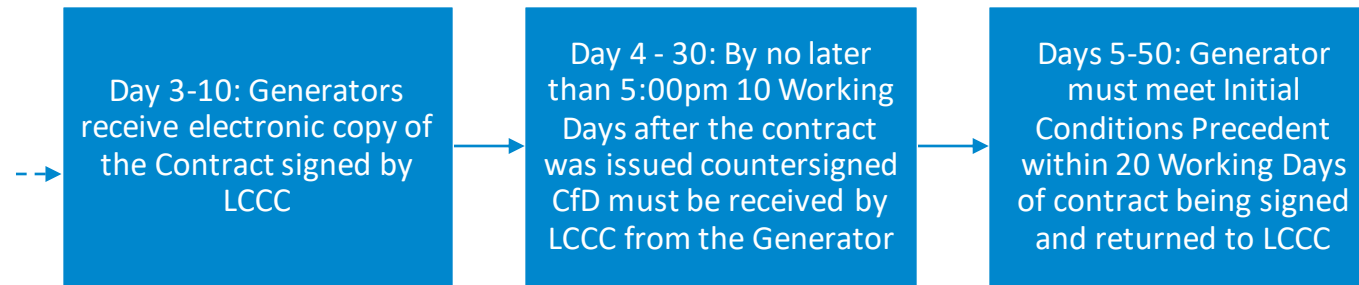 Day 3-10: Generators
receive electronic copy of
the Contract signed by
LCCC
Day 4 - 30: By no later
than 5:00pm 10 Working
Days after the contract
was issued countersigned
CfD must be received by
LCCC from the Generator
Days 5-50: Generator
must meet Initial
Conditions Precedent
within 20 Working Days
of contract being signed
and returned to LCCC